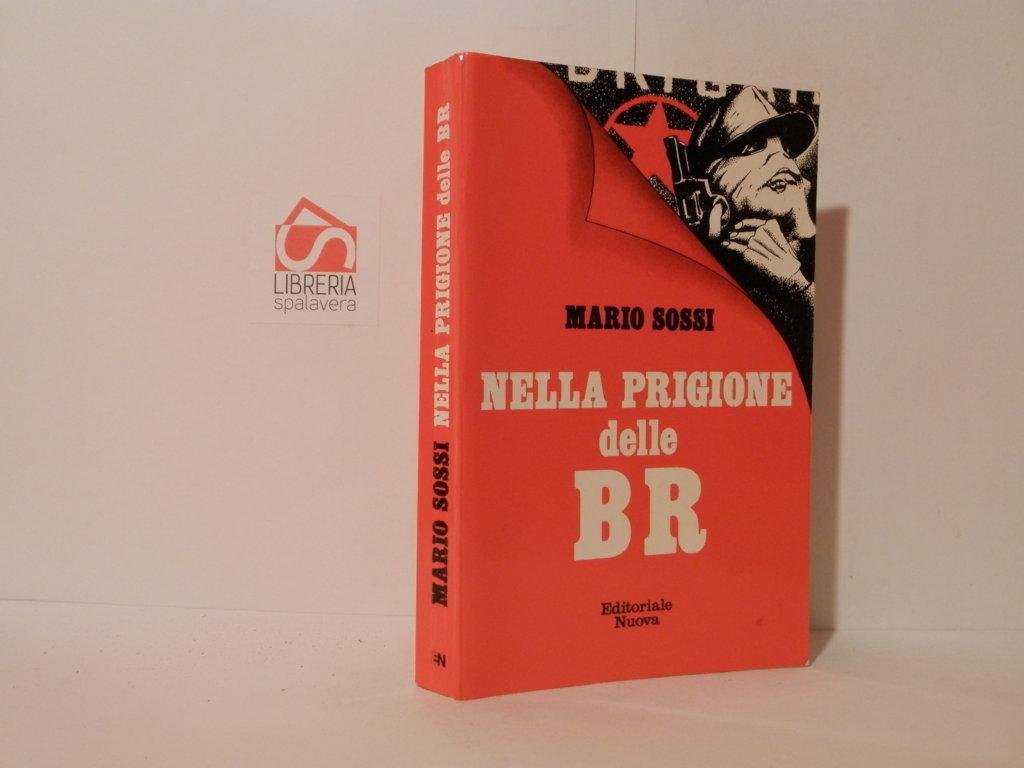 LIBRERIA
spalavera
MARIO SOSSI NELLA PRIGIONE delle BR
EN
MARIO SOSSI
NELLA PRIGIONE
delle
BR
Editoriale
Nuova